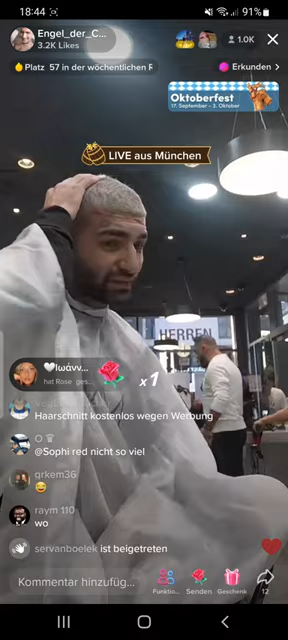 18:44
91%
Engel_der_C...
3.2K Likes
1.0K
Platz 57 in der wöchentlichen R
Erkunden >
Oktoberfest
17. September - 3. Oktober
LIVE aus München
HERREN
🤍Ιωάνν...
hat Rose ges...
x1
Haarschnitt kostenlos wegen Werbung
O
@Sophi red nicht so viel
grkem36
😂
raym 110
wo
servanboelek ist beigetreten
Kommentar hinzufüg...
Funktio...
Senden
Geschenk
12